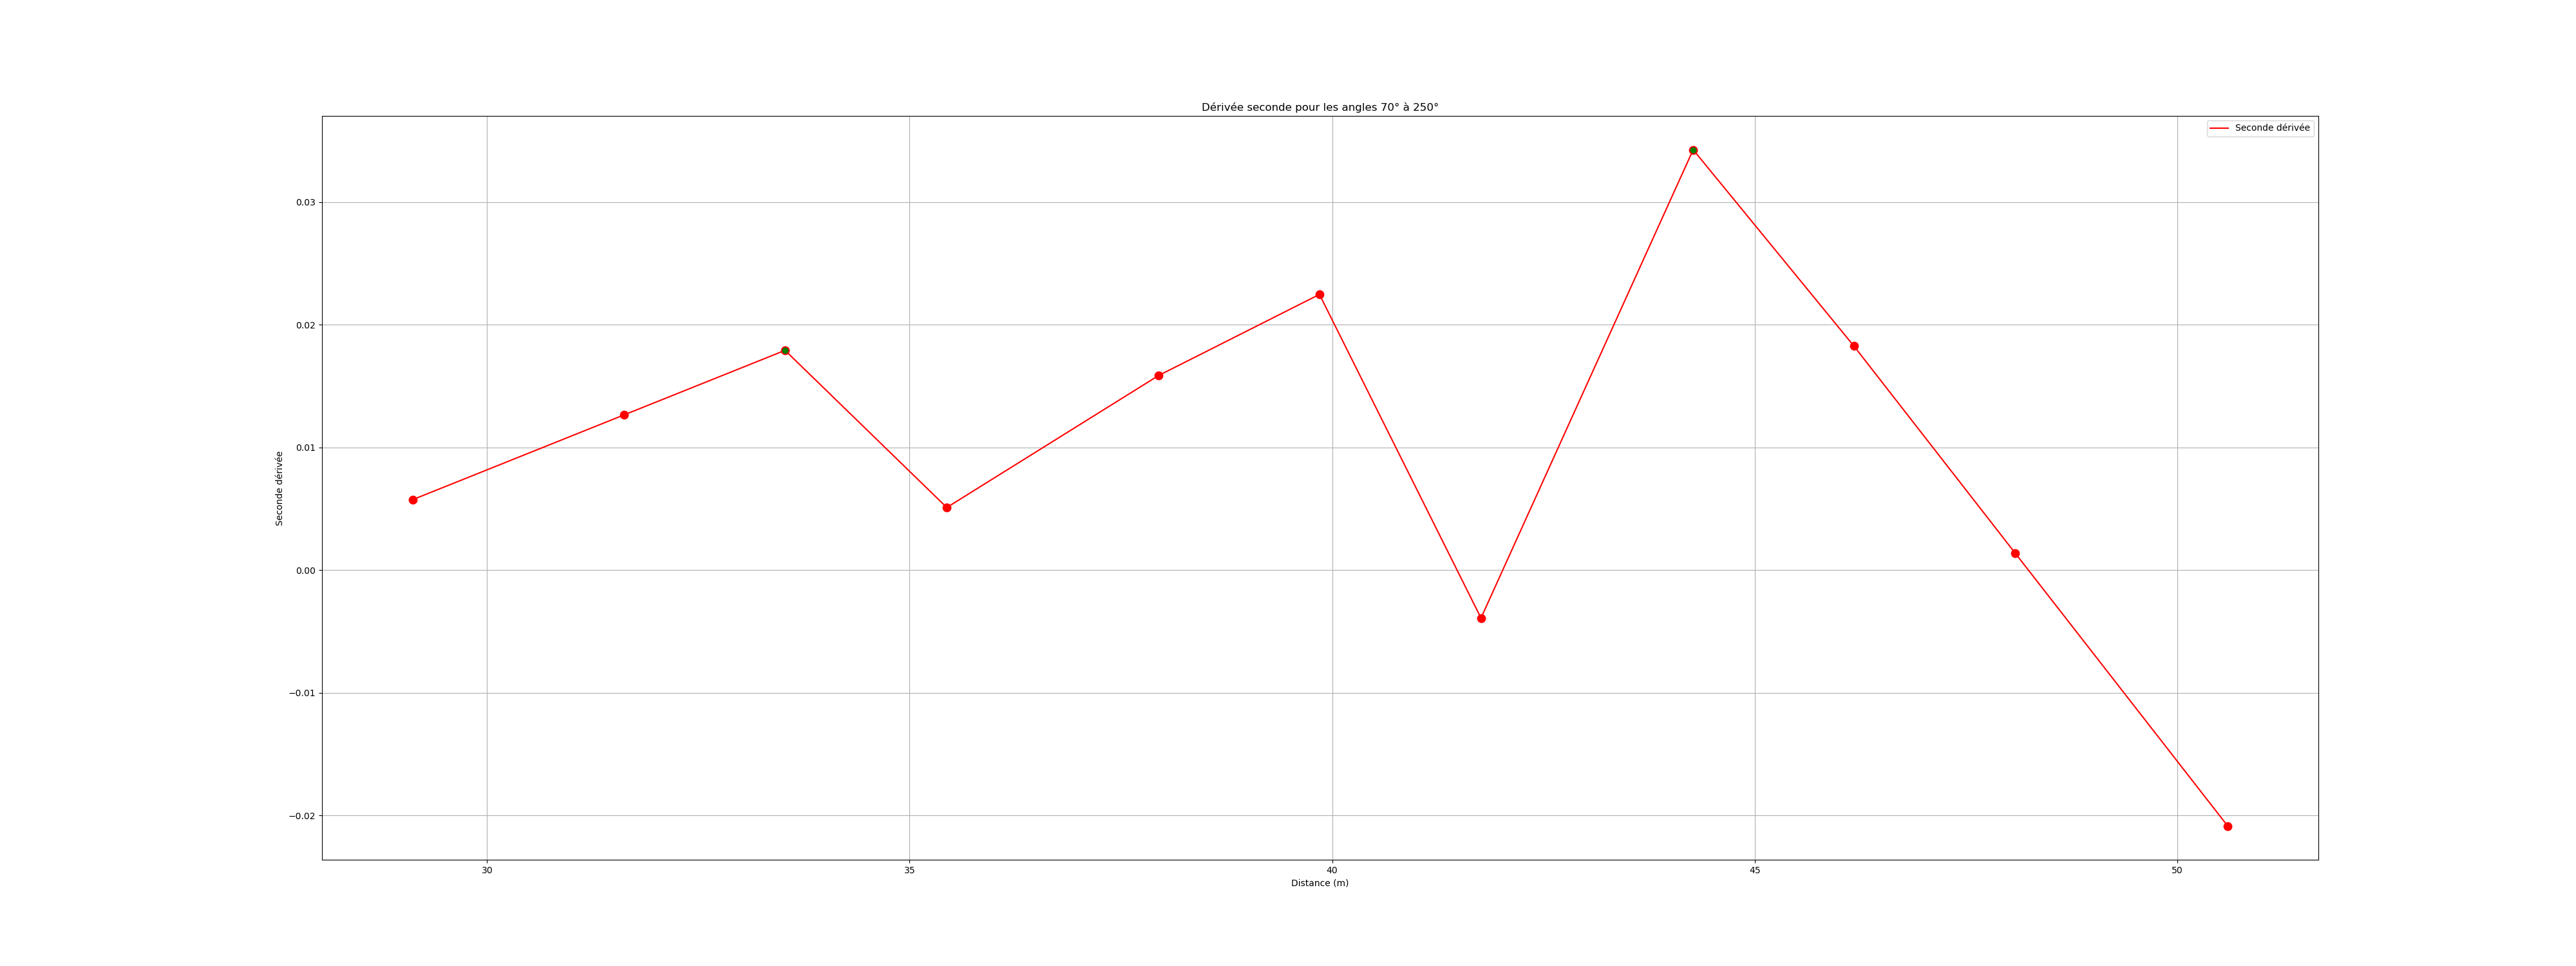 Dérivée seconde pour les angles 70° à 250°
Seconde dérivée
0.03
0.02
0.01
0.00
−0.01
−0.02
Seconde dérivée
30
35
40
45
50
Distance (m)